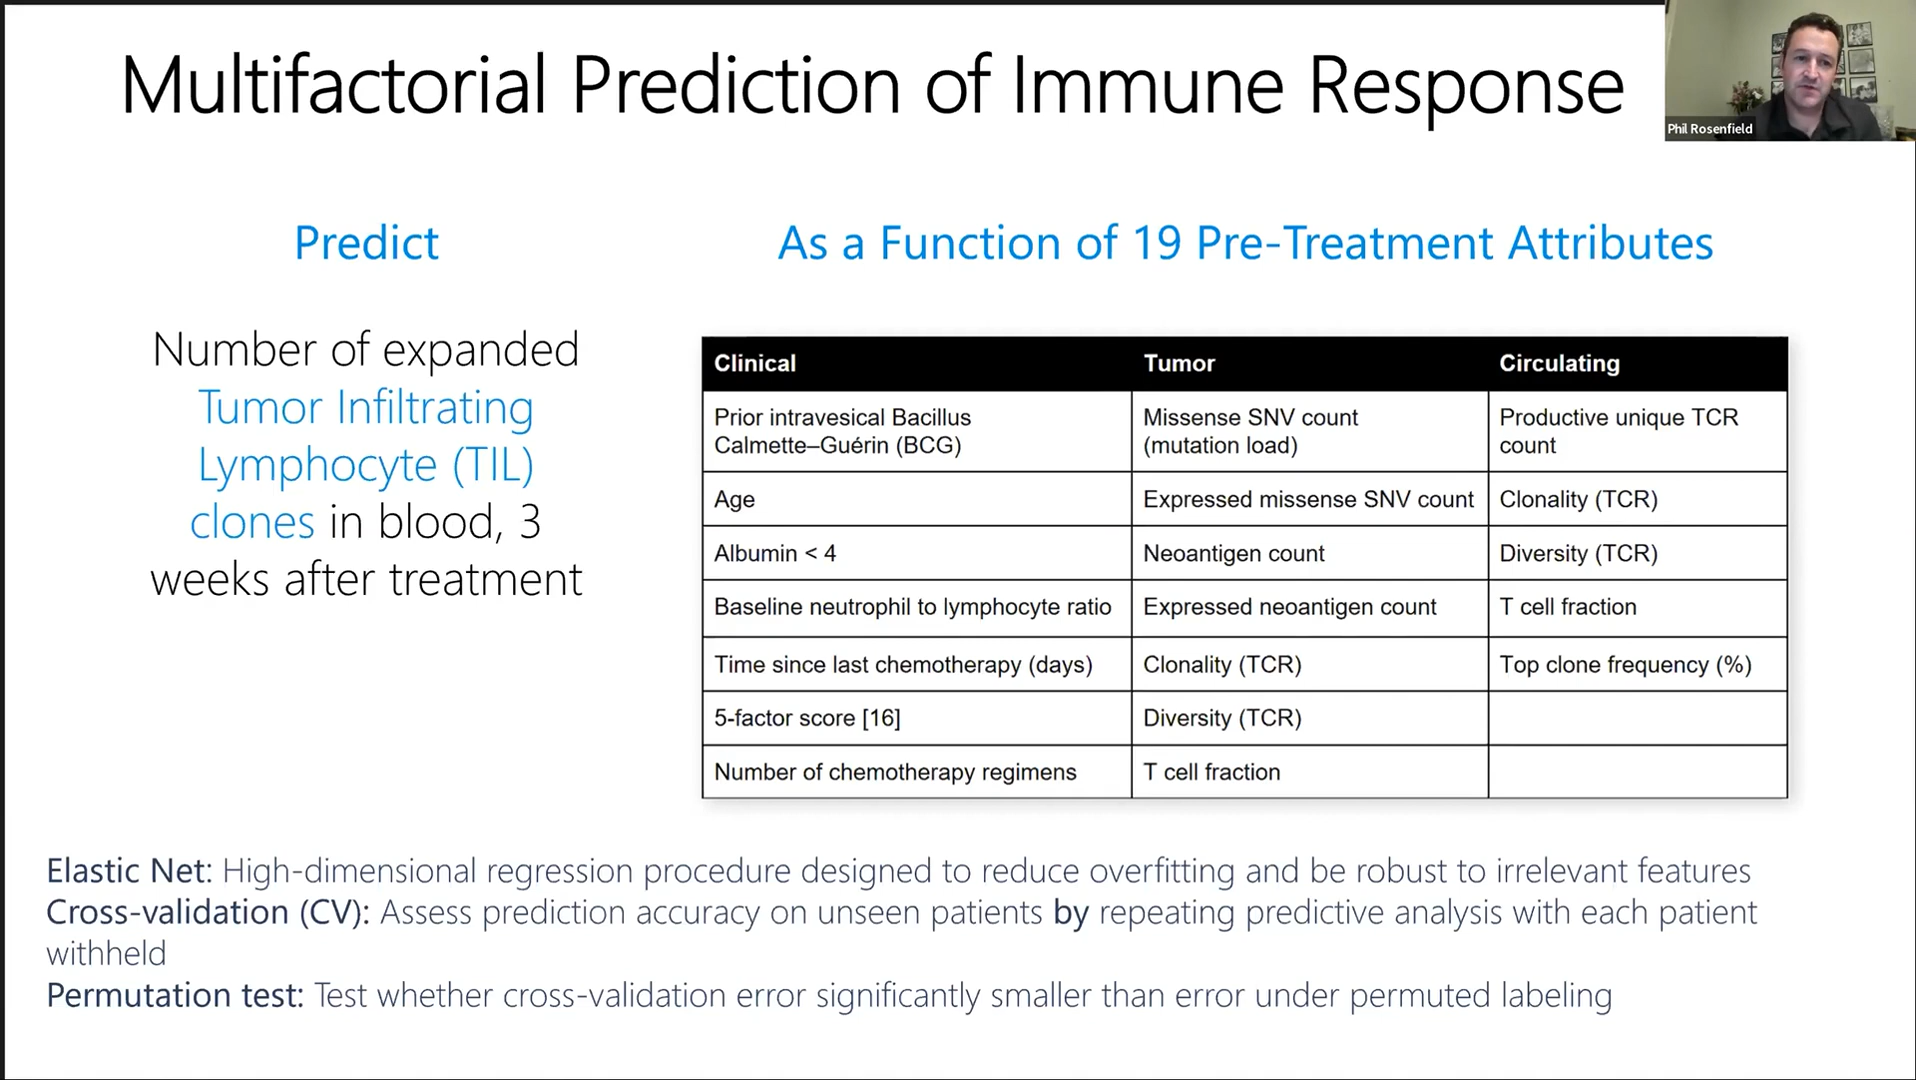 Multifactorial Prediction of Immune Response
Phil Rosenfield
Predict
Number of expanded
Tumor Infiltrating
Lymphocyte (TIL)
clones in blood, 3
weeks after treatment
As a Function of 19 Pre-Treatment Attributes
Clinical Tumor Circulating
Prior intravesical Bacillus
Calmette–Guérin (BCG)
Missense SNV count
(mutation load)
Productive unique TCR
count
Age Expressed missense SNV count Clonality (TCR)
Albumin < 4 Neoantigen count Diversity (TCR)
Baseline neutrophil to lymphocyte ratio Expressed neoantigen count T cell fraction
Time since last chemotherapy (days) Clonality (TCR) Top clone frequency (%)
5-factor score [16] Diversity (TCR)
Number of chemotherapy regimens T cell fraction
Elastic Net: High-dimensional regression procedure designed to reduce overfitting and be robust to irrelevant features
Cross-validation (CV): Assess prediction accuracy on unseen patients by repeating predictive analysis with each patient
withheld
Permutation test: Test whether cross-validation error significantly smaller than error under permuted labeling